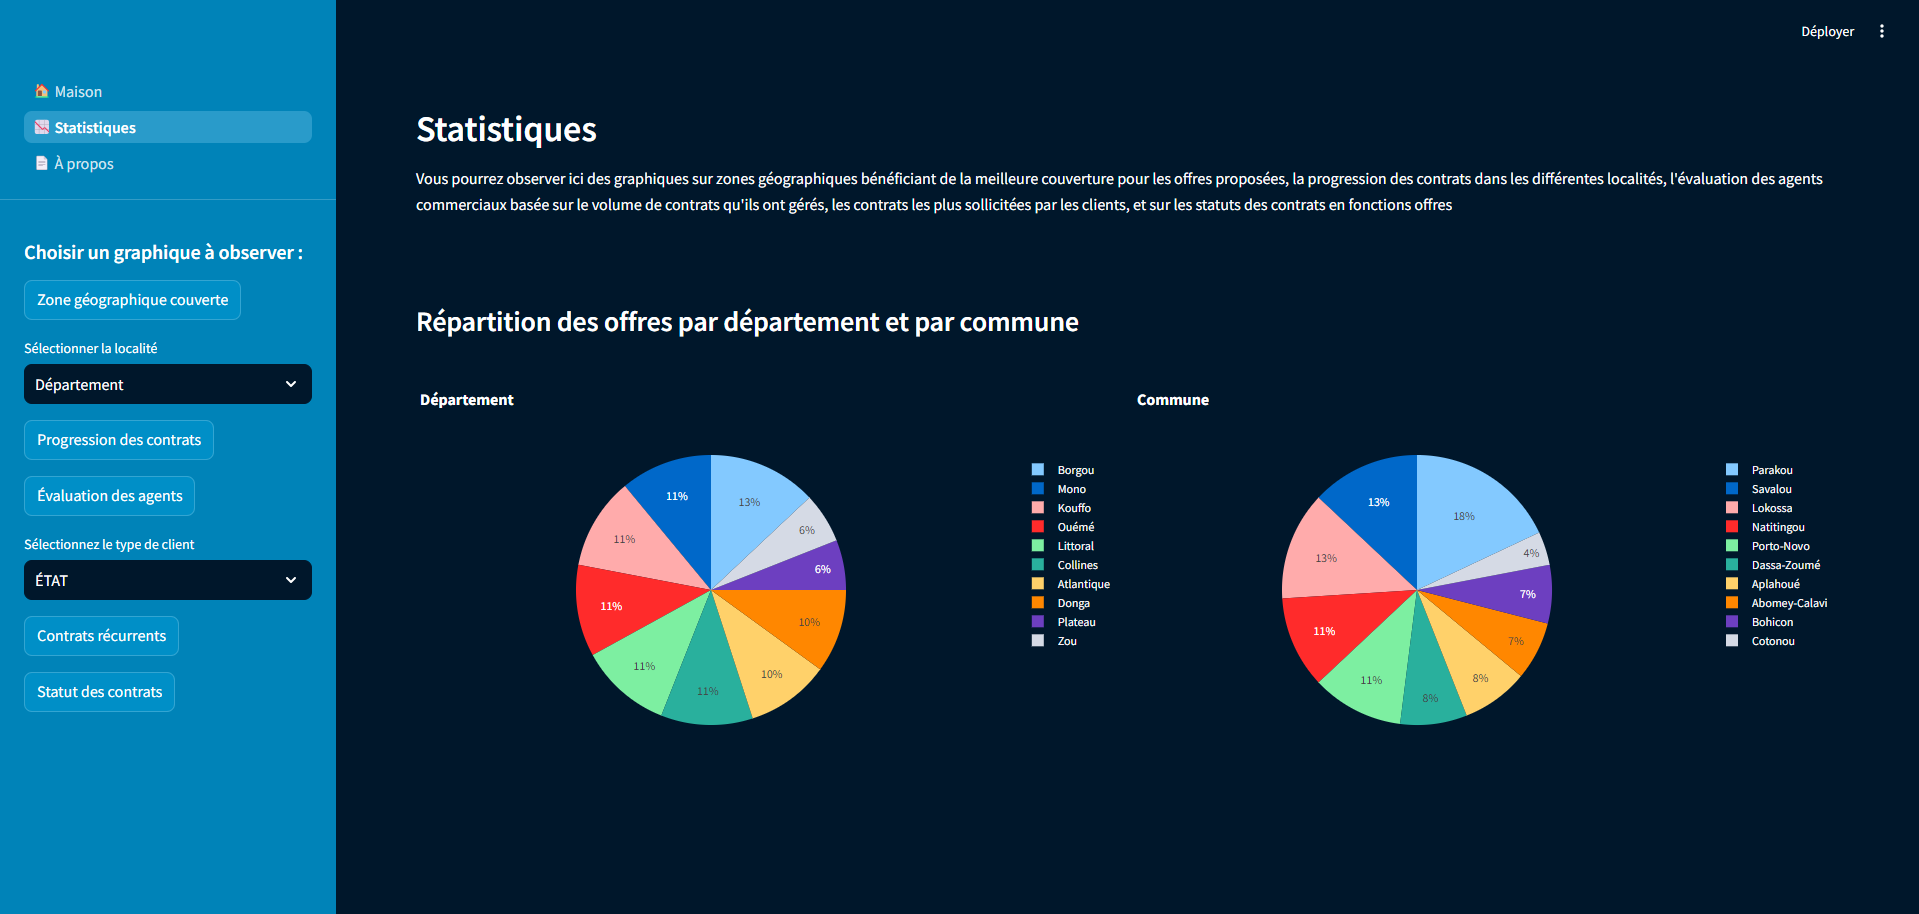 Déployer
Maison
Statistiques
À propos
Choisir un graphique à observer :
Zone géographique couverte
Sélectionner la localité
Département
Progression des contrats
Évaluation des agents
Sélectionnez le type de client
ÉTAT
Contrats récurrents
Statut des contrats
Statistiques
Vous pourrez observer ici des graphiques sur zones géographiques bénéficiant de la meilleure couverture pour les offres proposées, la progression des contrats dans les différentes localités, l'évaluation des agents
commerciaux basée sur le volume de contrats qu'ils ont gérés, les contrats les plus sollicitées par les clients, et sur les statuts des contrats en fonctions offres
Répartition des offres par département et par commune
Département
13%
6%
6%
10%
10%
11%
11%
11%
11%
11%
Borgou
Mono
Kouffo
Ouémé
Littoral
Collines
Atlantique
Donga
Plateau
Zou
Commune
18%
4%
7%
7%
8%
8%
11%
11%
13%
13%
Parakou
Savalou
Lokossa
Natitingou
Porto-Novo
Dassa-Zoumé
Aplahoué
Abomey-Calavi
Bohicon
Cotonou